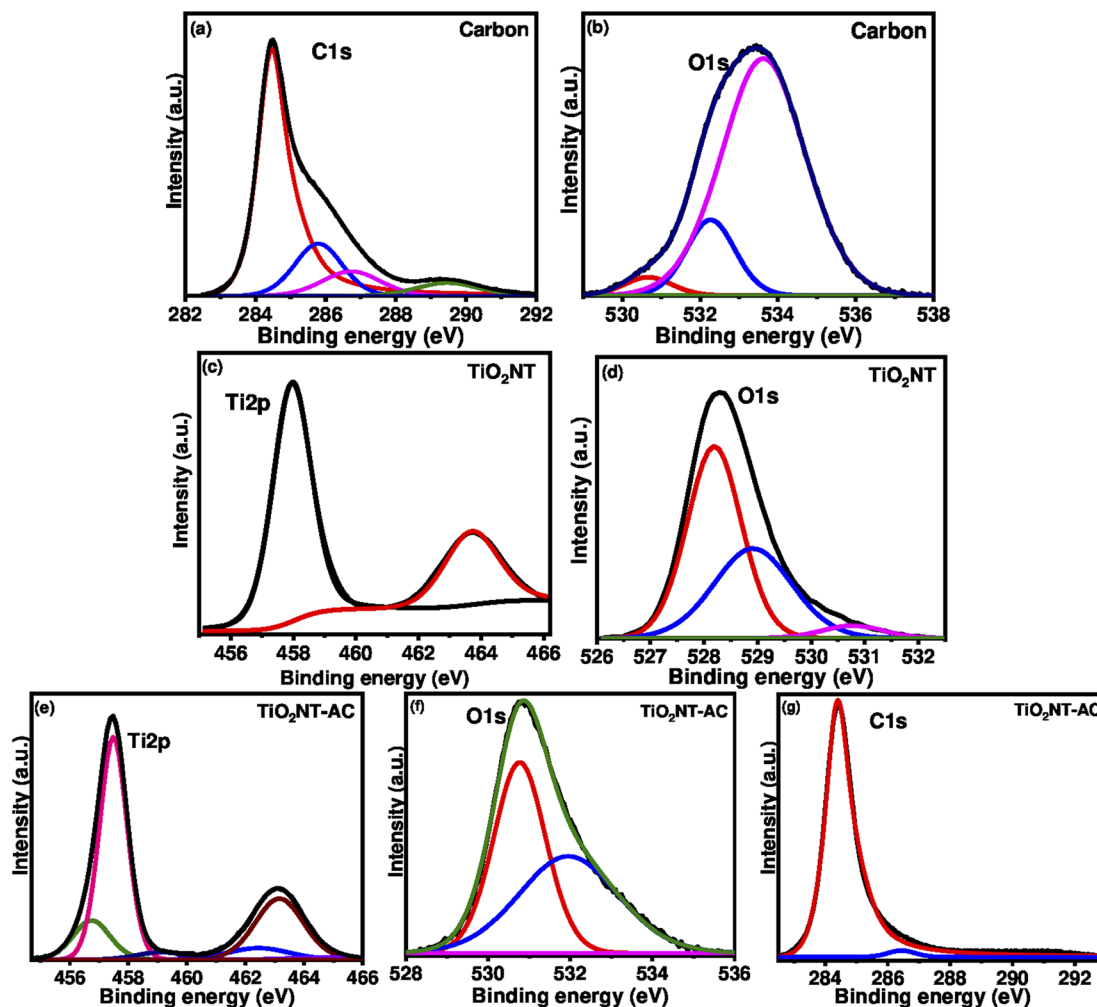 (a)
Carbon
C1s
Intensity (a.u.)
282 284 286 288 290 292
Binding energy (eV)
(b)
Carbon
O1s
Intensity (a.u.)
530 532 534 536 538
Binding energy (eV)
(c)
TiO₂NT
Ti2p
Intensity (a.u.)
456 458 460 462 464 466
Binding energy (eV)
(d)
TiO₂NT
O1s
Intensity (a.u.)
526 527 528 529 530 531 532
Binding energy (eV)
(e)
TiO₂NT-AC
Ti2p
Intensity (a.u.)
456 458 460 462 464 466
Binding energy (eV)
(f)
TiO₂NT-AC
O1s
Intensity (a.u.)
528 530 532 534 536
Binding energy (eV)
(g)
TiO₂NT-AC
C1s
Intensity (a.u.)
284 286 288 290 292
Binding energy (eV)